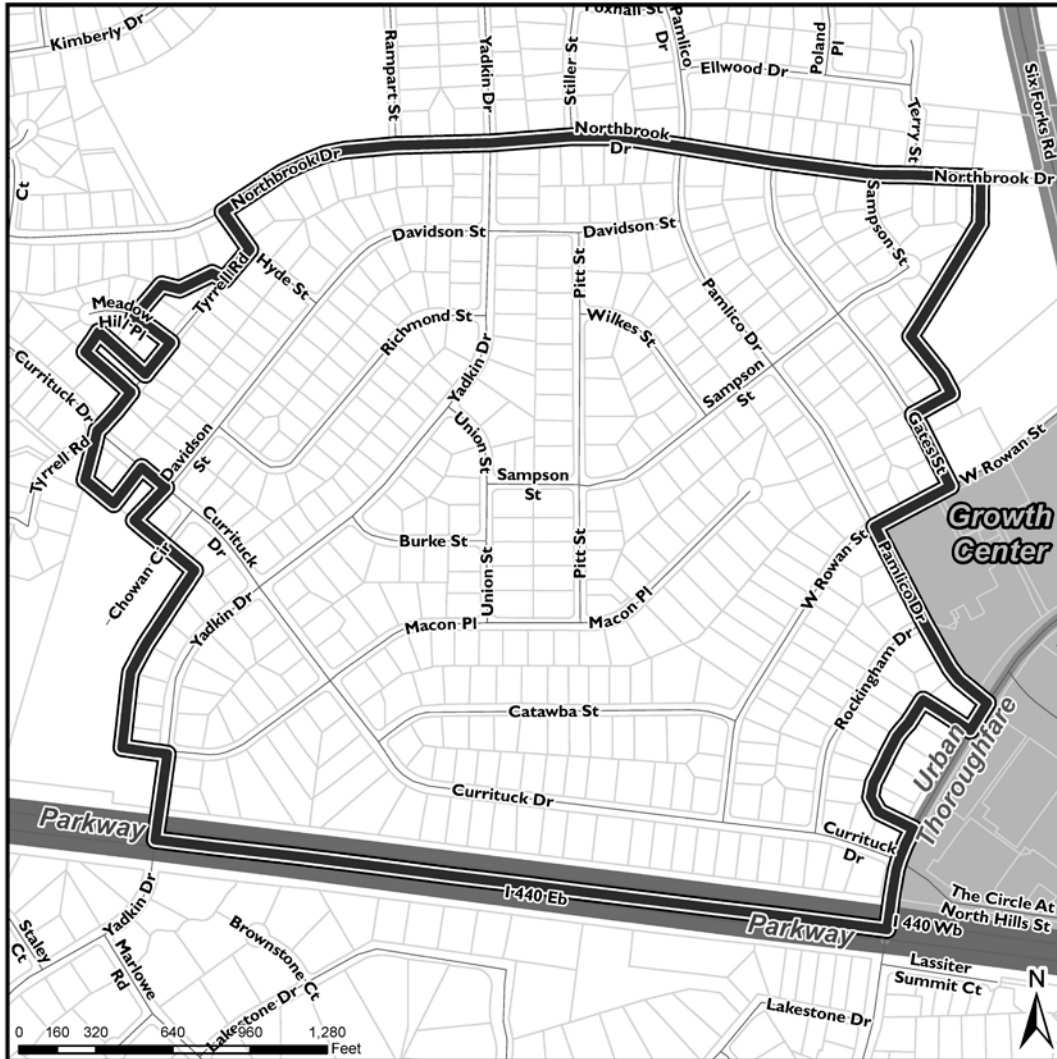 Kimberly Dr
Rampart St
Yadkin Dr
Stiller St
Foxhall St
Pamlico
Dr
Poland
Pl
Ellwood Dr
Terry St
Six Forks Rd
Northbrook
Dr
Northbrook Dr
Northbrook Dr
Ct
Sampson St
Davidson St
Davidson St
Hyde St
Tyrrell Rd
Pitt St
Meadow
Hill Pl
Richmond St
Wilkes St
Pamlico Dr
Yadkin Dr
Currituck Dr
Sampson
St
Union St
Gates St
W Rowan St
Davidson
St
Tyrrell Rd
Sampson
St
Growth
Center
Currituck
Dr
Burke St
Pitt St
Union St
W Rowan St
Pamlico Dr
Chowan Cir
Yadkin Dr
Macon Pl
Macon Pl
Rockingham Dr
Catawba St
Urban
Thoroughfare
Currituck Dr
Currituck
Dr
Parkway
I 440 Eb
Parkway
I 440 Wb
The Circle At
North Hills St
Yadkin Dr
Staley
Ct
Marlowe
Rd
Brownstone Ct
Lakestone Dr
Lassiter
Summit Ct
Lakestone Dr
N
0 160 320 640 960 1,280
Feet